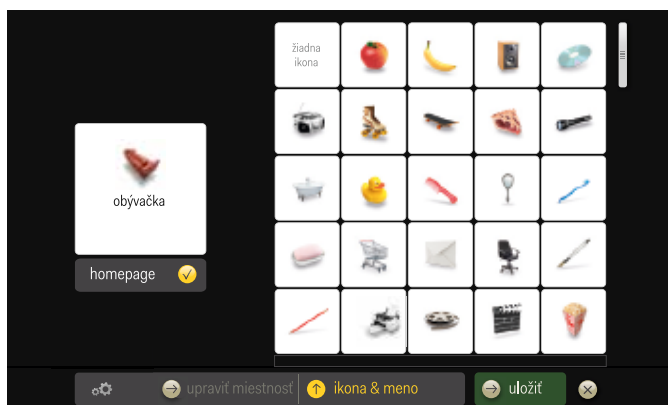 žiadna
ikona
obývačka
homepage
upraviť miestnosť
ikona & meno
uložiť